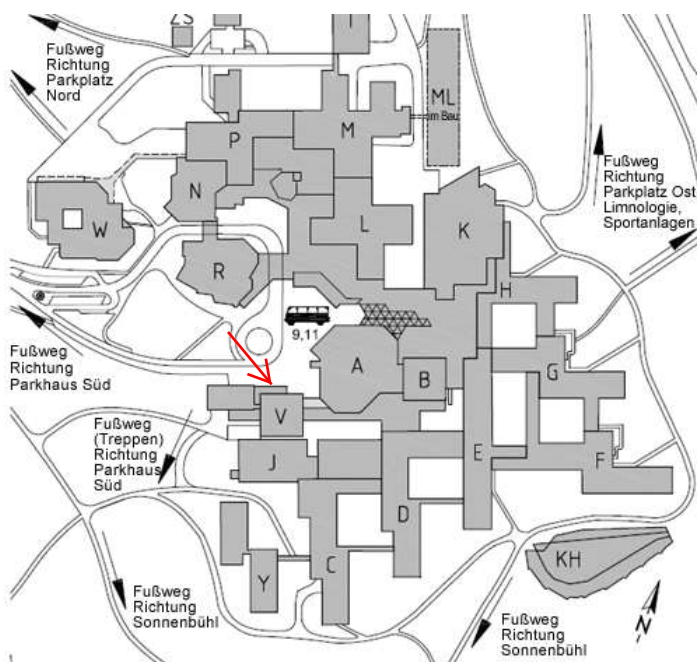 ZS
I
Fußweg
Richtung
Parkplatz
Nord
ML
im Bau
M
P
Fußweg
Richtung
Parkplatz Ost
Limnologie,
Sportanlagen
N
W
L
K
R
H
9,11
Fußweg
Richtung
Parkhaus Süd
A
B
G
V
Fußweg
(Treppen)
Richtung
Parkhaus
Süd
J
E
F
D
C
Y
KH
Fußweg
Richtung
Sonnenbühl
Fußweg
Richtung
Sonnenbühl
N
1